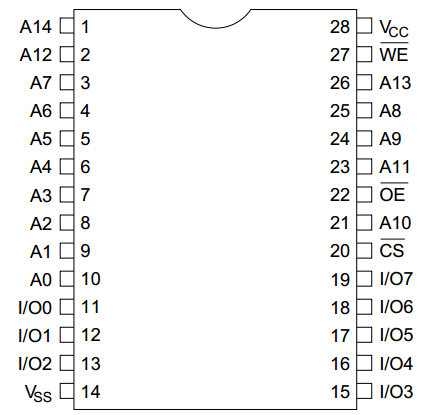 A14 1 28 VCC
A12 2 27 WE
A7 3 26 A13
A6 4 25 A8
A5 5 24 A9
A4 6 23 A11
A3 7 22 OE
A2 8 21 A10
A1 9 20 CS
A0 10 19 I/O7
I/O0 11 18 I/O6
I/O1 12 17 I/O5
I/O2 13 16 I/O4
VSS 14 15 I/O3